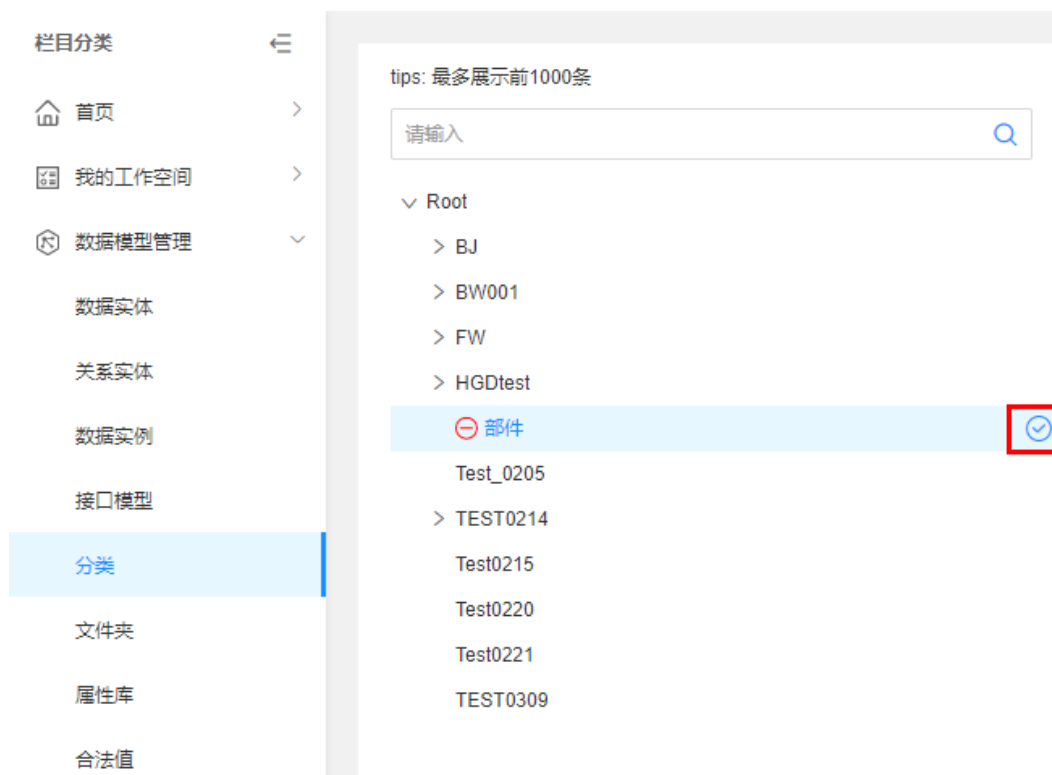 栏目分类
首页
我的工作空间
数据模型管理
数据实体
关系实体
数据实例
接口模型
分类
文件夹
属性库
合法值
tips: 最多展示前1000条
请输入
Root
BJ
BW001
FW
HGDtest
部件
Test_0205
TEST0214
Test0215
Test0220
Test0221
TEST0309